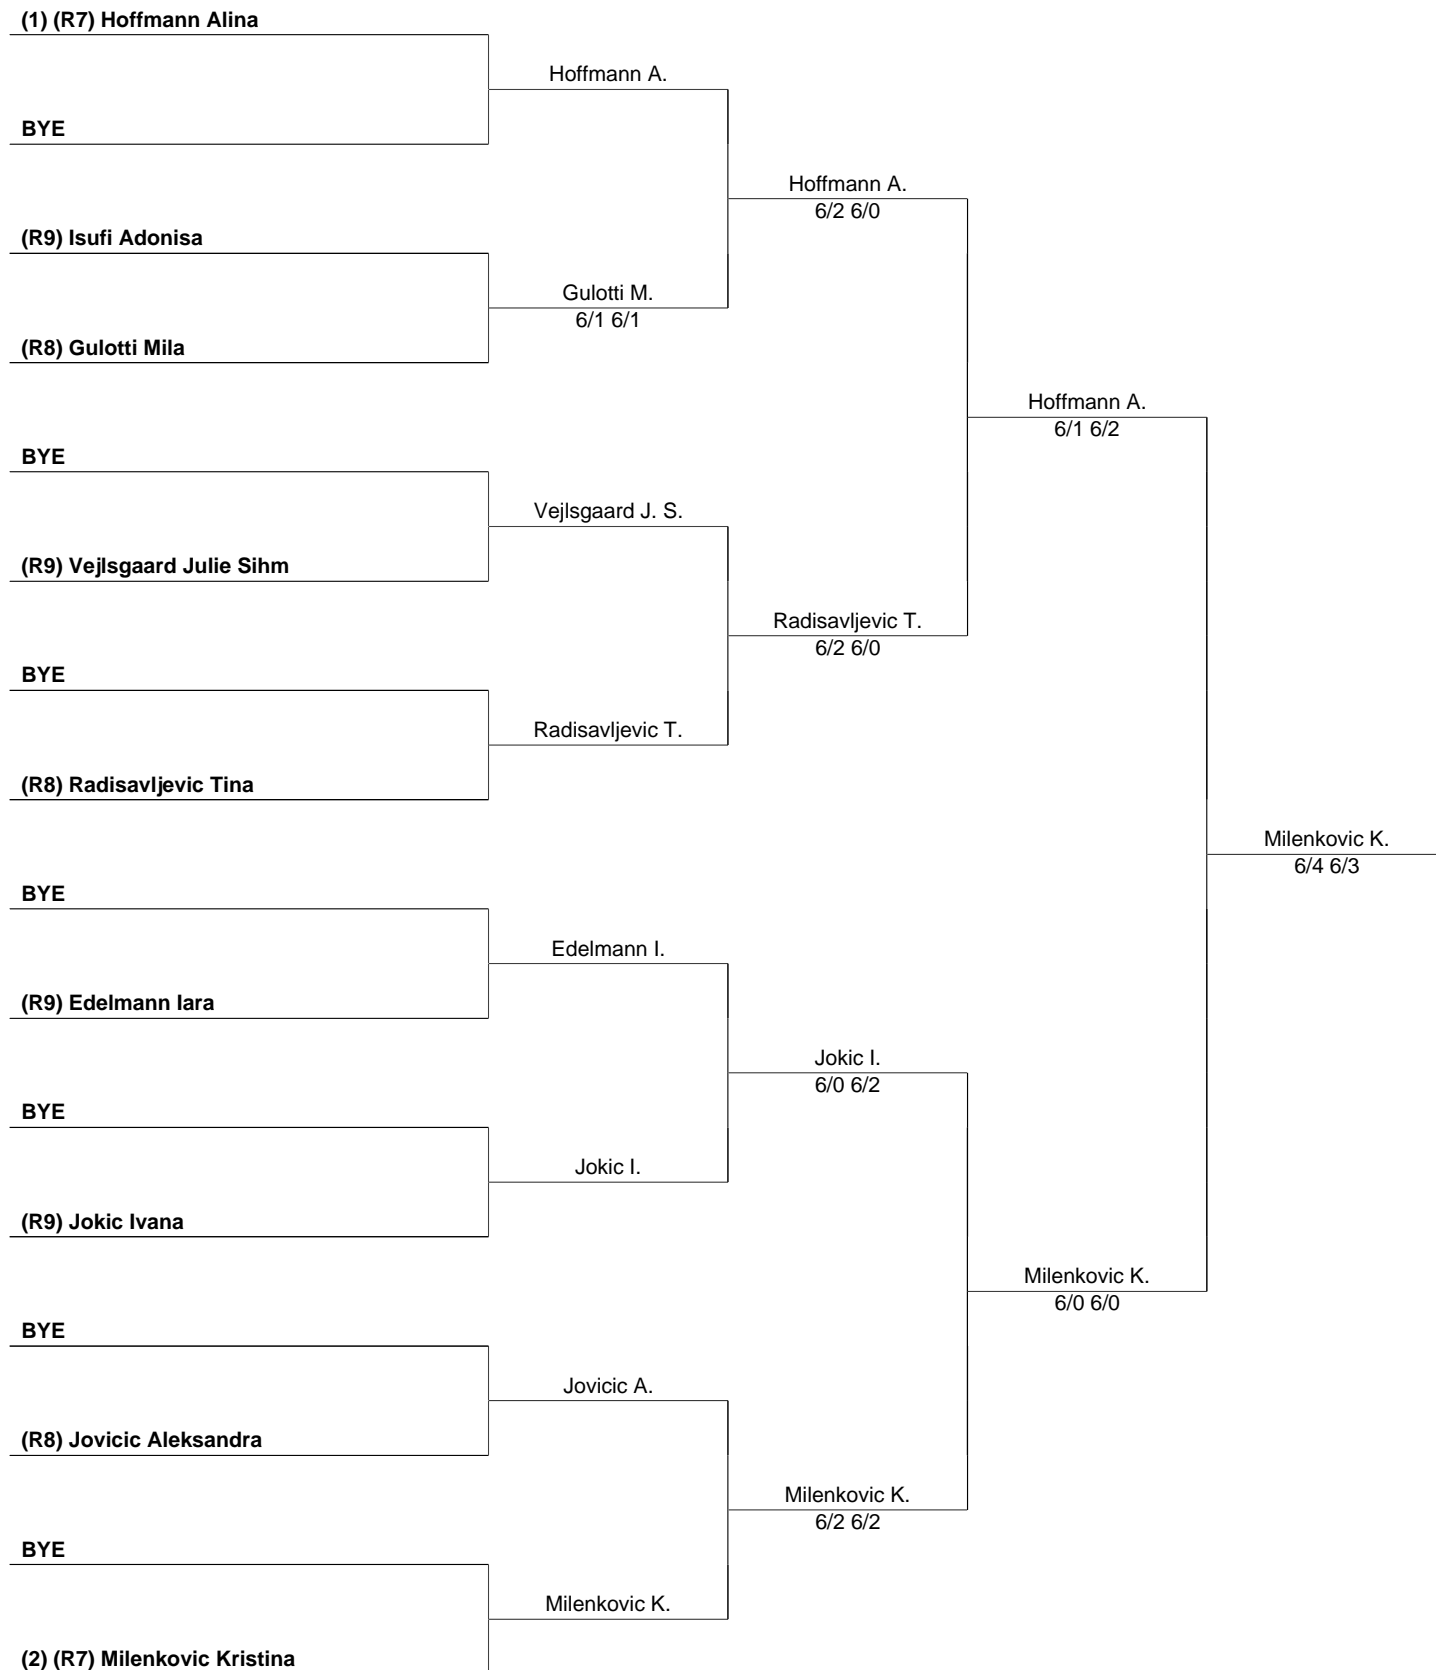 (1) (R7) Hoffmann Alina
Hoffmann A.
BYE
Hoffmann A.
6/2 6/0
(R9) Isufi Adonisa
Gulotti M.
6/1 6/1
(R8) Gulotti Mila
Hoffmann A.
6/1 6/2
BYE
Vejlsgaard J. S.
(R9) Vejlsgaard Julie Sihm
Radisavljevic T.
6/2 6/0
BYE
Radisavljevic T.
(R8) Radisavljevic Tina
Milenkovic K.
6/4 6/3
BYE
Edelmann I.
(R9) Edelmann Iara
Jokic I.
6/0 6/2
BYE
Jokic I.
(R9) Jokic Ivana
Milenkovic K.
6/0 6/0
BYE
Jovicic A.
(R8) Jovicic Aleksandra
Milenkovic K.
6/2 6/2
BYE
Milenkovic K.
(2) (R7) Milenkovic Kristina